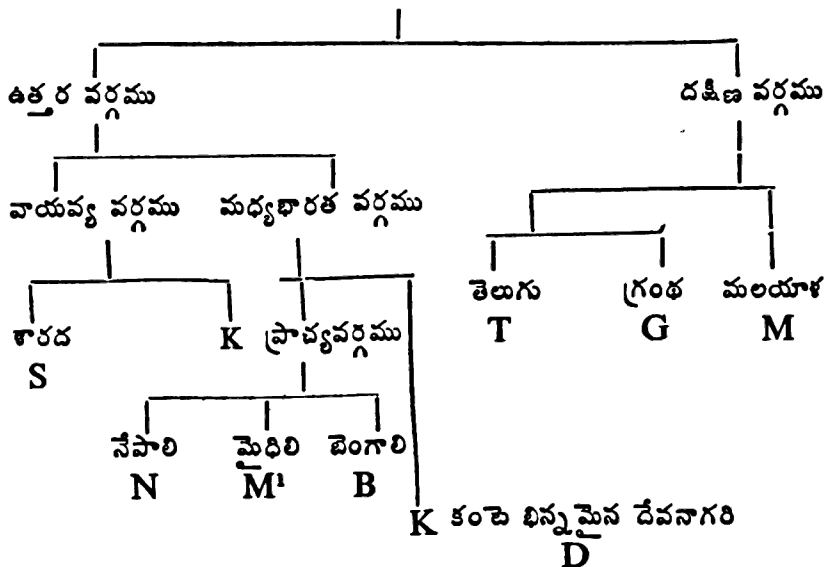 ఉత్తర వర్గము దక్షిణ వర్గము
వాయవ్య వర్గము మధ్యభారత వర్గము
తెలుగు గ్రంథ మలయాళ
T G M
శారద K ప్రాచ్యవర్గము
S
నేపాలి మైథిలి బెంగాలి
N M¹ B
K కంటె భిన్నమైన దేవనాగరి
D